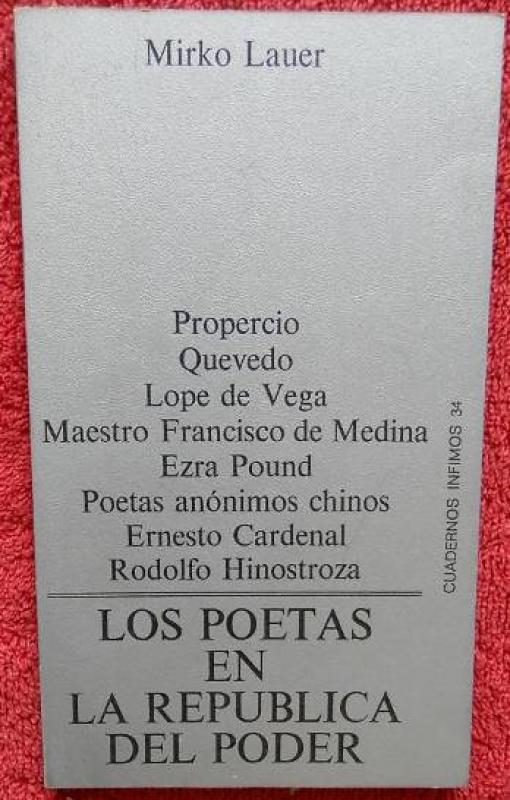 Mirko Lauer
Propercio
Quevedo
Lope de Vega
Maestro Francisco de Medina
Ezra Pound
Poetas anónimos chinos
Ernesto Cardenal
Rodolfo Hinostroza
CUADERNOS INFIMOS 34
LOS POETAS
EN
LA REPUBLICA
DEL PODER